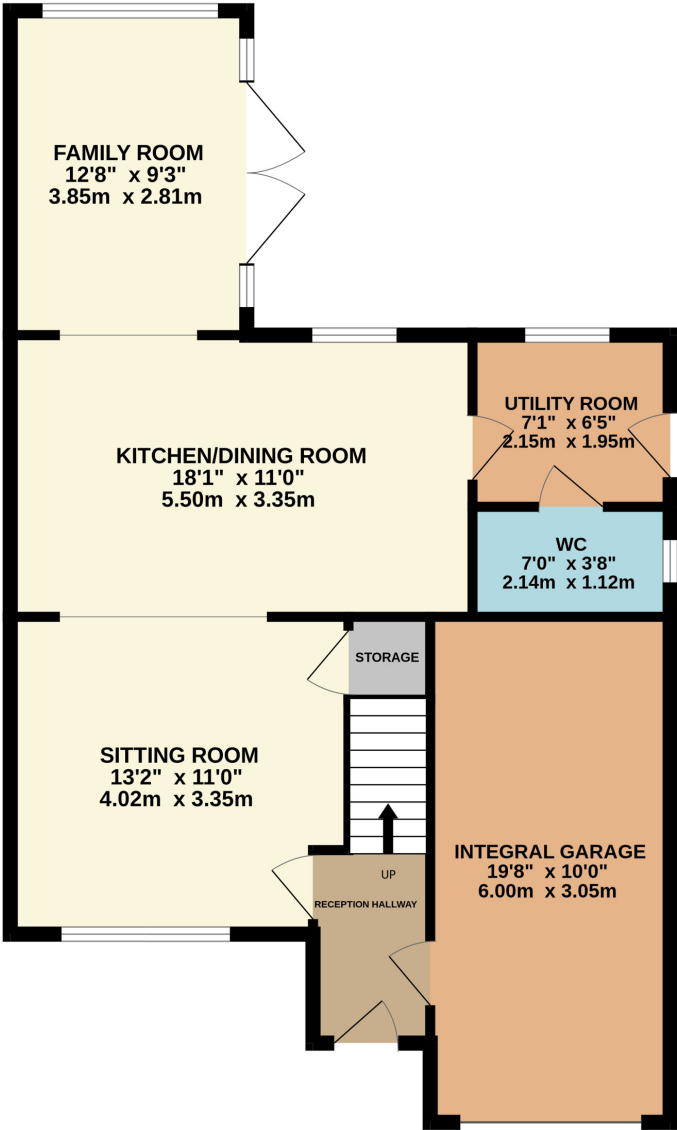 FAMILY ROOM
12'8" x 9'3"
3.85m x 2.81m
UTILITY ROOM
7'1" x 6'5"
2.15m x 1.95m
KITCHEN/DINING ROOM
18'1" x 11'0"
5.50m x 3.35m
WC
7'0" x 3'8"
2.14m x 1.12m
STORAGE
SITTING ROOM
13'2" x 11'0"
4.02m x 3.35m
INTEGRAL GARAGE
19'8" x 10'0"
6.00m x 3.05m
UP
RECEPTION HALLWAY